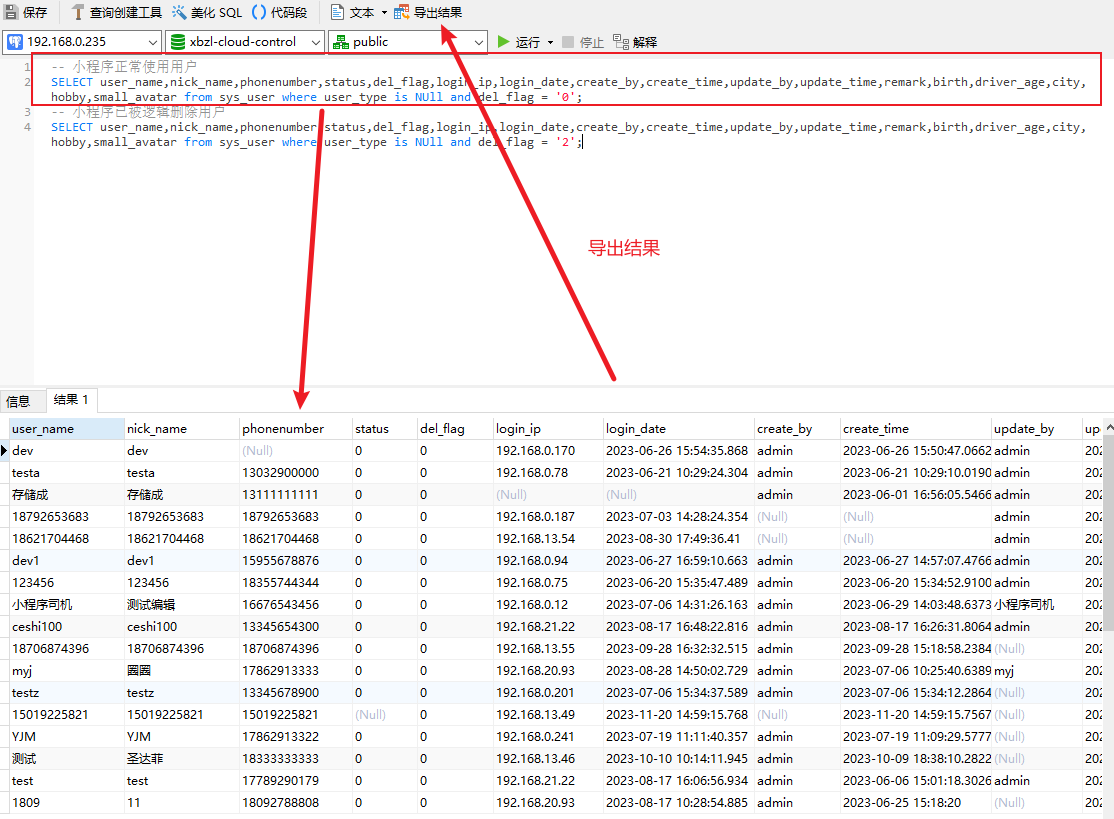 保存 查询创建工具 美化 SQL () 代码段 文本 导出结果
192.168.0.235 xbzl-cloud-control public 运行 停止 解释
1 -- 小程序正常使用用户
2 SELECT user_name,nick_name,phonenumber,status,del_flag,login_ip,login_date,create_by,create_time,update_by,update_time,remark,birth,driver_age,city,
hobby,small_avatar from sys_user where user_type is NUll and del_flag = '0';
3 -- 小程序已被逻辑删除用户
4 SELECT user_name,nick_name,phonenumber,status,del_flag,login_ip,login_date,create_by,create_time,update_by,update_time,remark,birth,driver_age,city,
hobby,small_avatar from sys_user where user_type is NUll and del_flag = '2';
导出结果
信息 结果 1
user_name nick_name phonenumber status del_flag login_ip login_date create_by create_time update_by up
dev dev (Null) 0 0 192.168.0.170 2023-06-26 15:54:35.868 admin 2023-06-26 15:50:47.0662 admin 202
testa testa 13032900000 0 0 192.168.0.78 2023-06-21 10:29:24.304 admin 2023-06-21 10:29:10.0190 admin 202
存储成 存储成 13111111111 0 0 (Null) (Null) admin 2023-06-01 16:56:05.5466 admin 202
18792653683 18792653683 18792653683 0 0 192.168.0.187 2023-07-03 14:28:24.354 (Null) (Null) admin 202
18621704468 18621704468 18621704468 0 0 192.168.13.54 2023-08-30 17:49:36.41 (Null) (Null) admin 202
dev1 dev1 15955678876 0 0 192.168.0.94 2023-06-27 16:59:10.663 admin 2023-06-27 14:57:07.4766 admin 202
123456 123456 18355744344 0 0 192.168.0.75 2023-06-20 15:35:47.489 admin 2023-06-20 15:34:52.9100 admin 202
小程序司机 测试编辑 16676543456 0 0 192.168.0.12 2023-07-06 14:31:26.163 admin 2023-06-29 14:03:48.6373 小程序司机 202
ceshi100 ceshi100 13345654300 0 0 192.168.21.22 2023-08-17 16:48:22.816 admin 2023-08-17 16:26:31.8064 admin 202
18706874396 18706874396 18706874396 0 0 192.168.13.55 2023-09-28 16:32:32.515 admin 2023-09-28 15:18:58.2384 (Null) 202
myj 圈圈 17862913333 0 0 192.168.20.93 2023-08-28 14:50:02.729 admin 2023-07-06 10:25:40.6389 myj 202
testz testz 13345678900 0 0 192.168.0.201 2023-07-06 15:34:37.589 admin 2023-07-06 15:34:12.2864 (Null) 202
15019225821 15019225821 15019225821 (Null) 0 192.168.13.49 2023-11-20 14:59:15.768 (Null) 2023-11-20 14:59:15.7567 (Null) 202
YJM YJM 17862913322 0 0 192.168.0.241 2023-07-19 11:11:40.357 admin 2023-07-19 11:09:29.5777 (Null) 202
测试 圣达菲 18333333333 0 0 192.168.13.46 2023-10-10 10:14:11.945 admin 2023-10-09 18:38:10.2822 (Null) 202
test test 17789290179 0 0 192.168.21.22 2023-08-17 16:06:56.934 admin 2023-06-06 15:01:18.3026 admin 202
1809 11 18092788808 0 0 192.168.20.93 2023-08-17 10:28:54.885 admin 2023-06-25 15:18:20 (Null) 202